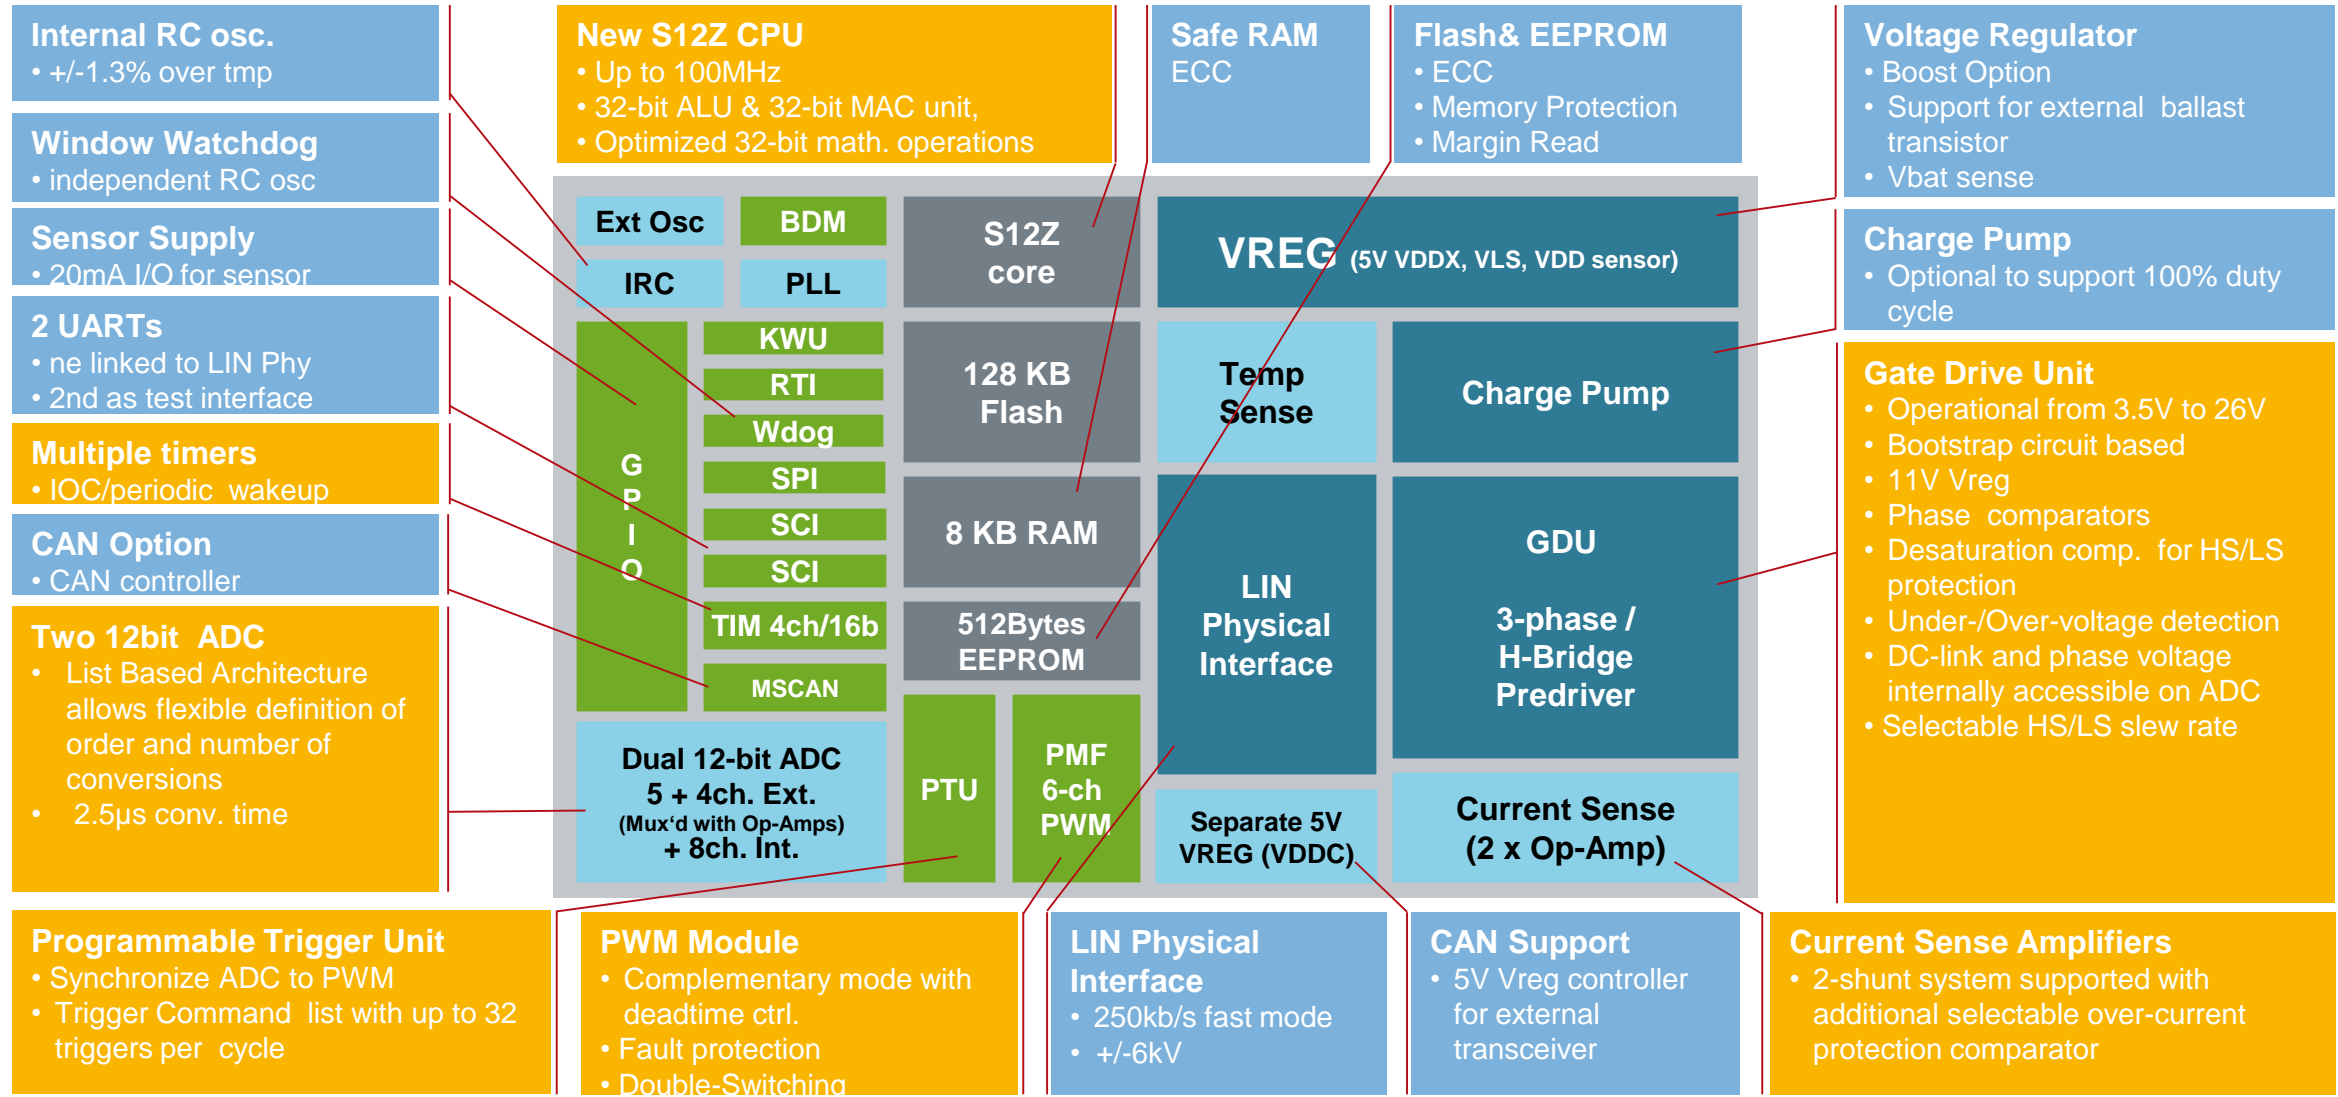 Internal RC osc.
• +/-1.3% over tmp
Window Watchdog
• independent RC osc
Sensor Supply
• 20mA I/O for sensor
2 UARTs
• ne linked to LIN Phy
• 2nd as test interface
Multiple timers
• IOC/periodic wakeup
CAN Option
• CAN controller
Two 12bit ADC
• List Based Architecture
allows flexible definition of
order and number of
conversions
• 2.5µs conv. time
New S12Z CPU
• Up to 100MHz
• 32-bit ALU & 32-bit MAC unit,
• Optimized 32-bit math. operations
Safe RAM
ECC
Flash& EEPROM
• ECC
• Memory Protection
• Margin Read
Voltage Regulator
• Boost Option
• Support for external ballast
transistor
• Vbat sense
Charge Pump
• Optional to support 100% duty
cycle
Gate Drive Unit
• Operational from 3.5V to 26V
• Bootstrap circuit based
• 11V Vreg
• Phase comparators
• Desaturation comp. for HS/LS
protection
• Under-/Over-voltage detection
• DC-link and phase voltage
internally accessible on ADC
• Selectable HS/LS slew rate
Ext Osc
BDM
IRC
PLL
S12Z
core
VREG (5V VDDX, VLS, VDD sensor)
GPIO
KWU
RTI
Wdog
SPI
SCI
SCI
TIM 4ch/16b
MSCAN
128 KB
Flash
8 KB RAM
512Bytes
EEPROM
Temp
Sense
Charge Pump
LIN
Physical
Interface
GDU
3-phase /
H-Bridge
Predriver
Dual 12-bit ADC
5 + 4ch. Ext.
(Mux‘d with Op-Amps)
+ 8ch. Int.
PTU
PMF
6-ch
PWM
Separate 5V
VREG (VDDC)
Current Sense
(2 x Op-Amp)
Programmable Trigger Unit
• Synchronize ADC to PWM
• Trigger Command list with up to 32
triggers per cycle
PWM Module
• Complementary mode with
deadtime ctrl.
• Fault protection
• Double-Switching
LIN Physical
Interface
• 250kb/s fast mode
• +/-6kV
CAN Support
• 5V Vreg controller
for external
transceiver
Current Sense Amplifiers
• 2-shunt system supported with
additional selectable over-current
protection comparator